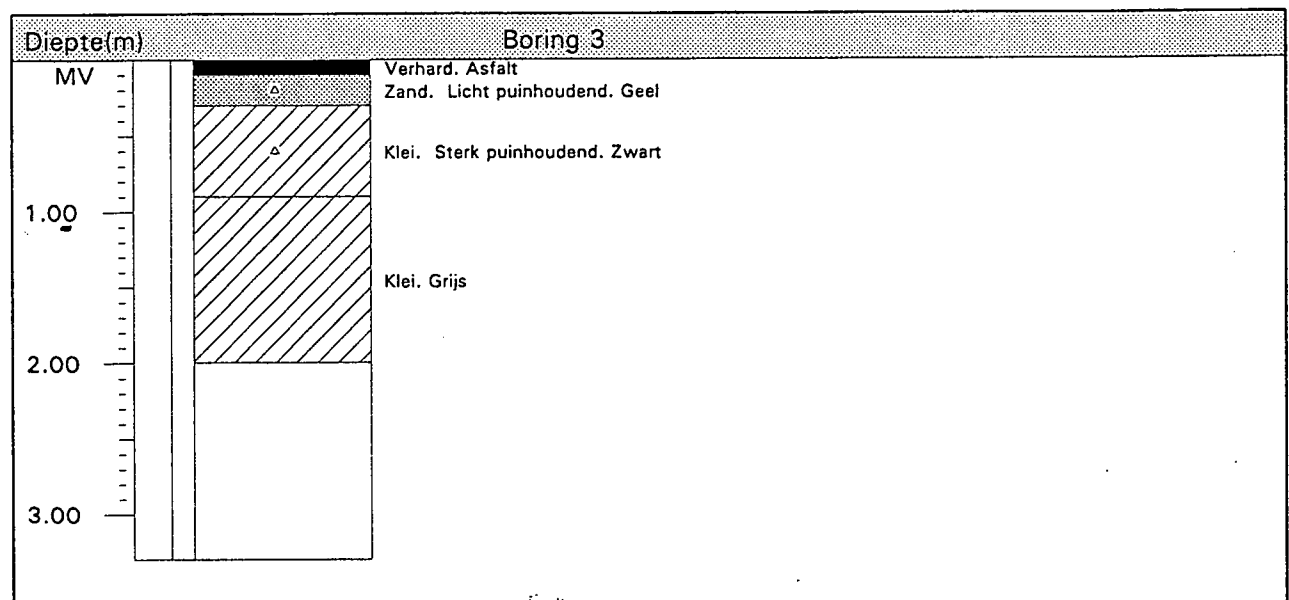 Diepte(m) Boring 3
MV
Verhard. Asfalt
Zand. Licht puinhoudend. Geel
Klei. Sterk puinhoudend. Zwart
1.00
Klei. Grijs
2.00
3.00